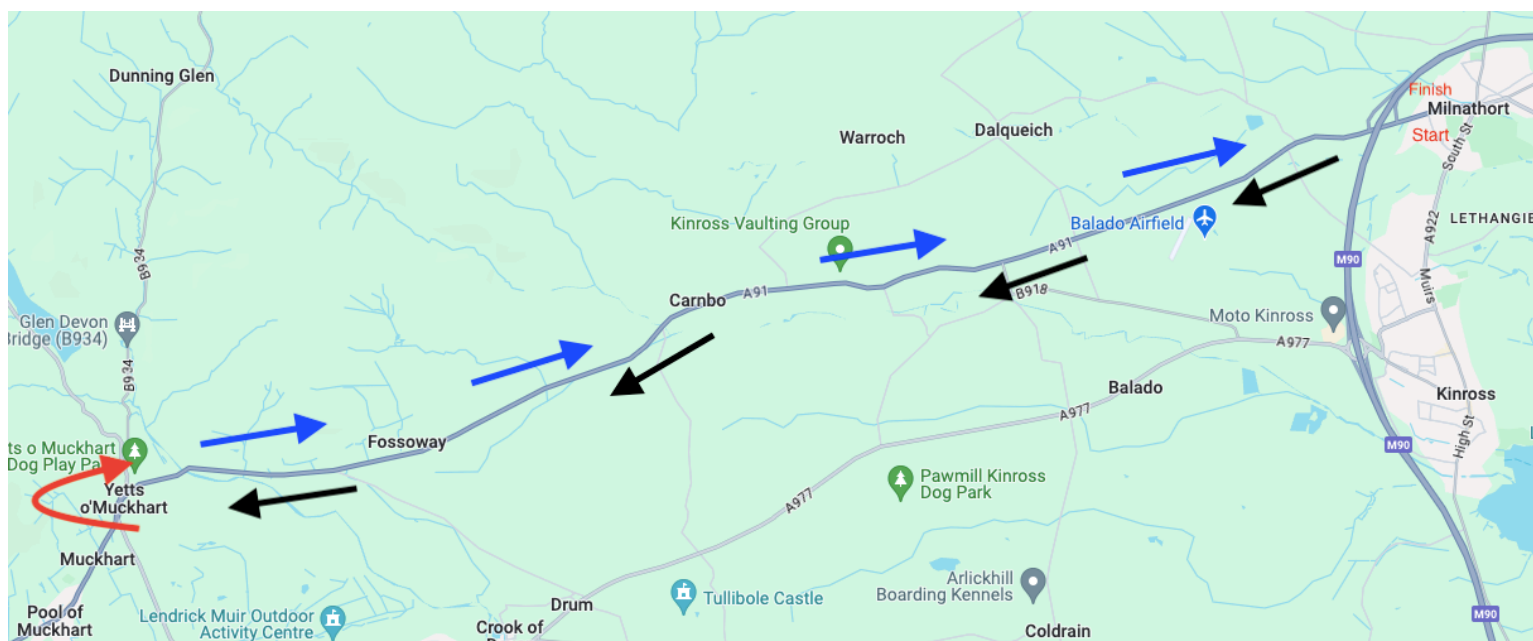 Dunning Glen
B934
Glen Devon
Bridge (B934)
B934
ts o Muckhart
Dog Play Pa
Yetts
o'Muckhart
Muckhart
Pool of
Muckhart
Lendrick Muir Outdoor
Activity Centre
Fossoway
Carnbo
A91
Kinross Vaulting Group
Warroch
Dalqueich
Balado Airfield
A91
B918
Finish
Milnathort
Start
South St
LETHANGIE
A922
M90
Muirs
Moto Kinross
A977
Balado
Kinross
A977
High St
M90
Pawmill Kinross
Dog Park
A977
Arlickhill
Boarding Kennels
Tullibole Castle
Drum
Crook of
Coldrain
M90